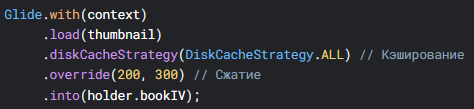 Glide.with(context)
.load(thumbnail)
.diskCacheStrategy(DiskCacheStrategy.ALL) // Кэширование
.override(200, 300) // Сжатие
.into(holder.bookIV);